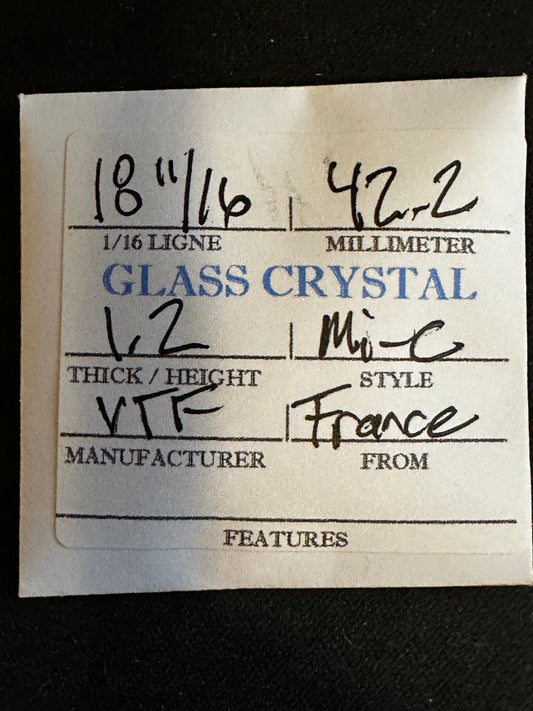 18"/16 42.2
1/16 LIGNE MILLIMETER
GLASS CRYSTAL
1.2 Mi-C
THICK / HEIGHT STYLE
VTF France
MANUFACTURER FROM
FEATURES